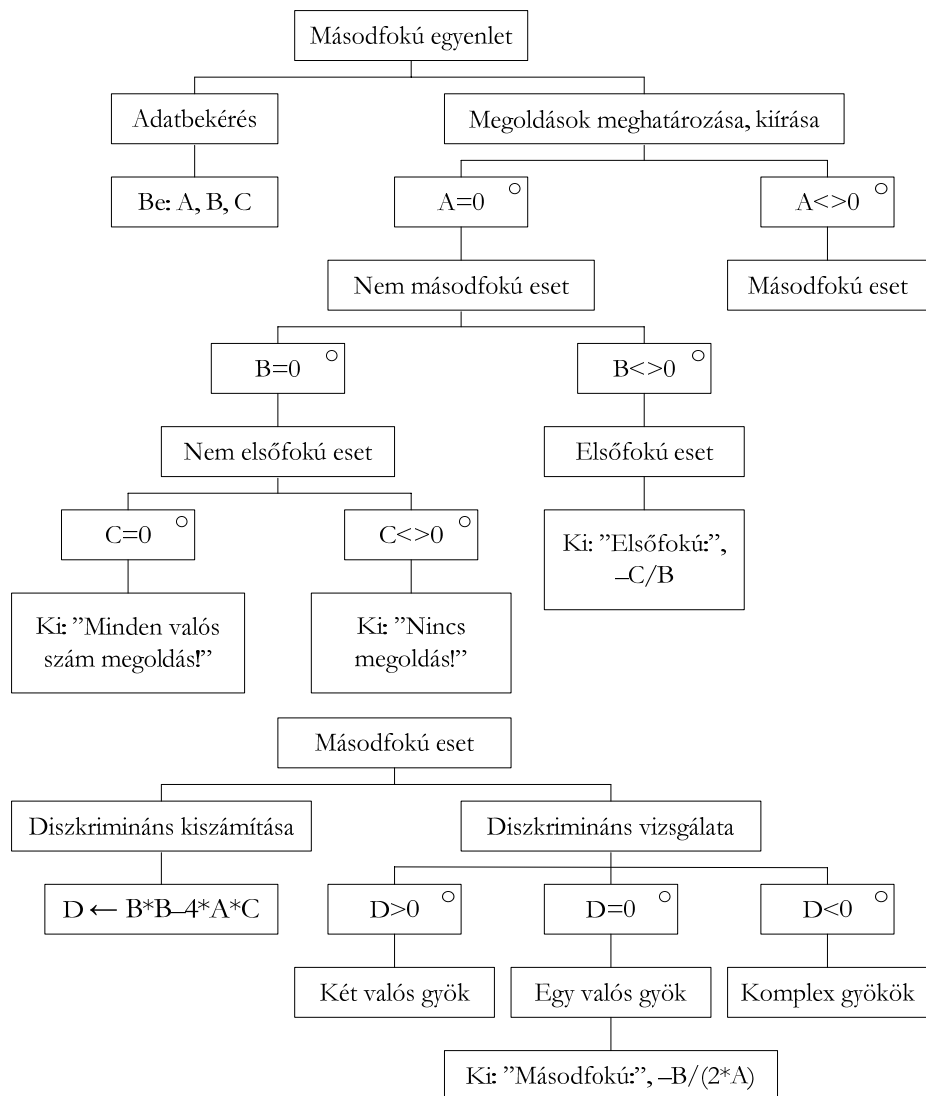 Másodfokú egyenlet
Adatbekérés
Megoldások meghatározása, kiírása
Be: A, B, C
A=0
A<>0
Nem másodfokú eset
Másodfokú eset
B=0
B<>0
Nem elsőfokú eset
Elsőfokú eset
C=0
C<>0
Ki: ”Elsőfokú:”,
–C/B
Ki: ”Minden valós
szám megoldás!”
Ki: ”Nincs
megoldás!”
Másodfokú eset
Diszkrimináns kiszámítása
Diszkrimináns vizsgálata
D ← B*B–4*A*C
D>0
D=0
D<0
Két valós gyök
Egy valós gyök
Komplex gyökök
Ki: ”Másodfokú:”, –B/(2*A)